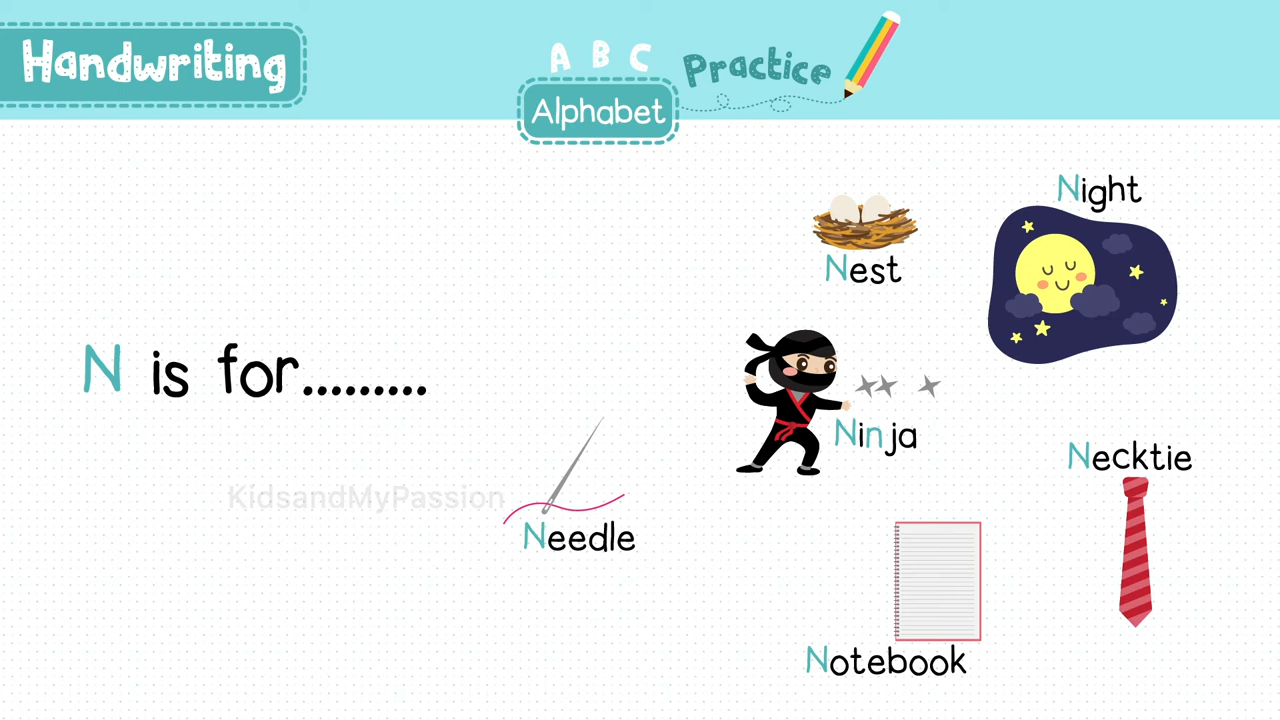 Handwriting
A B C
Alphabet
Practice
Night
Nest
N is for.........
Ninja
Necktie
KidsandMyPassion
Needle
Notebook